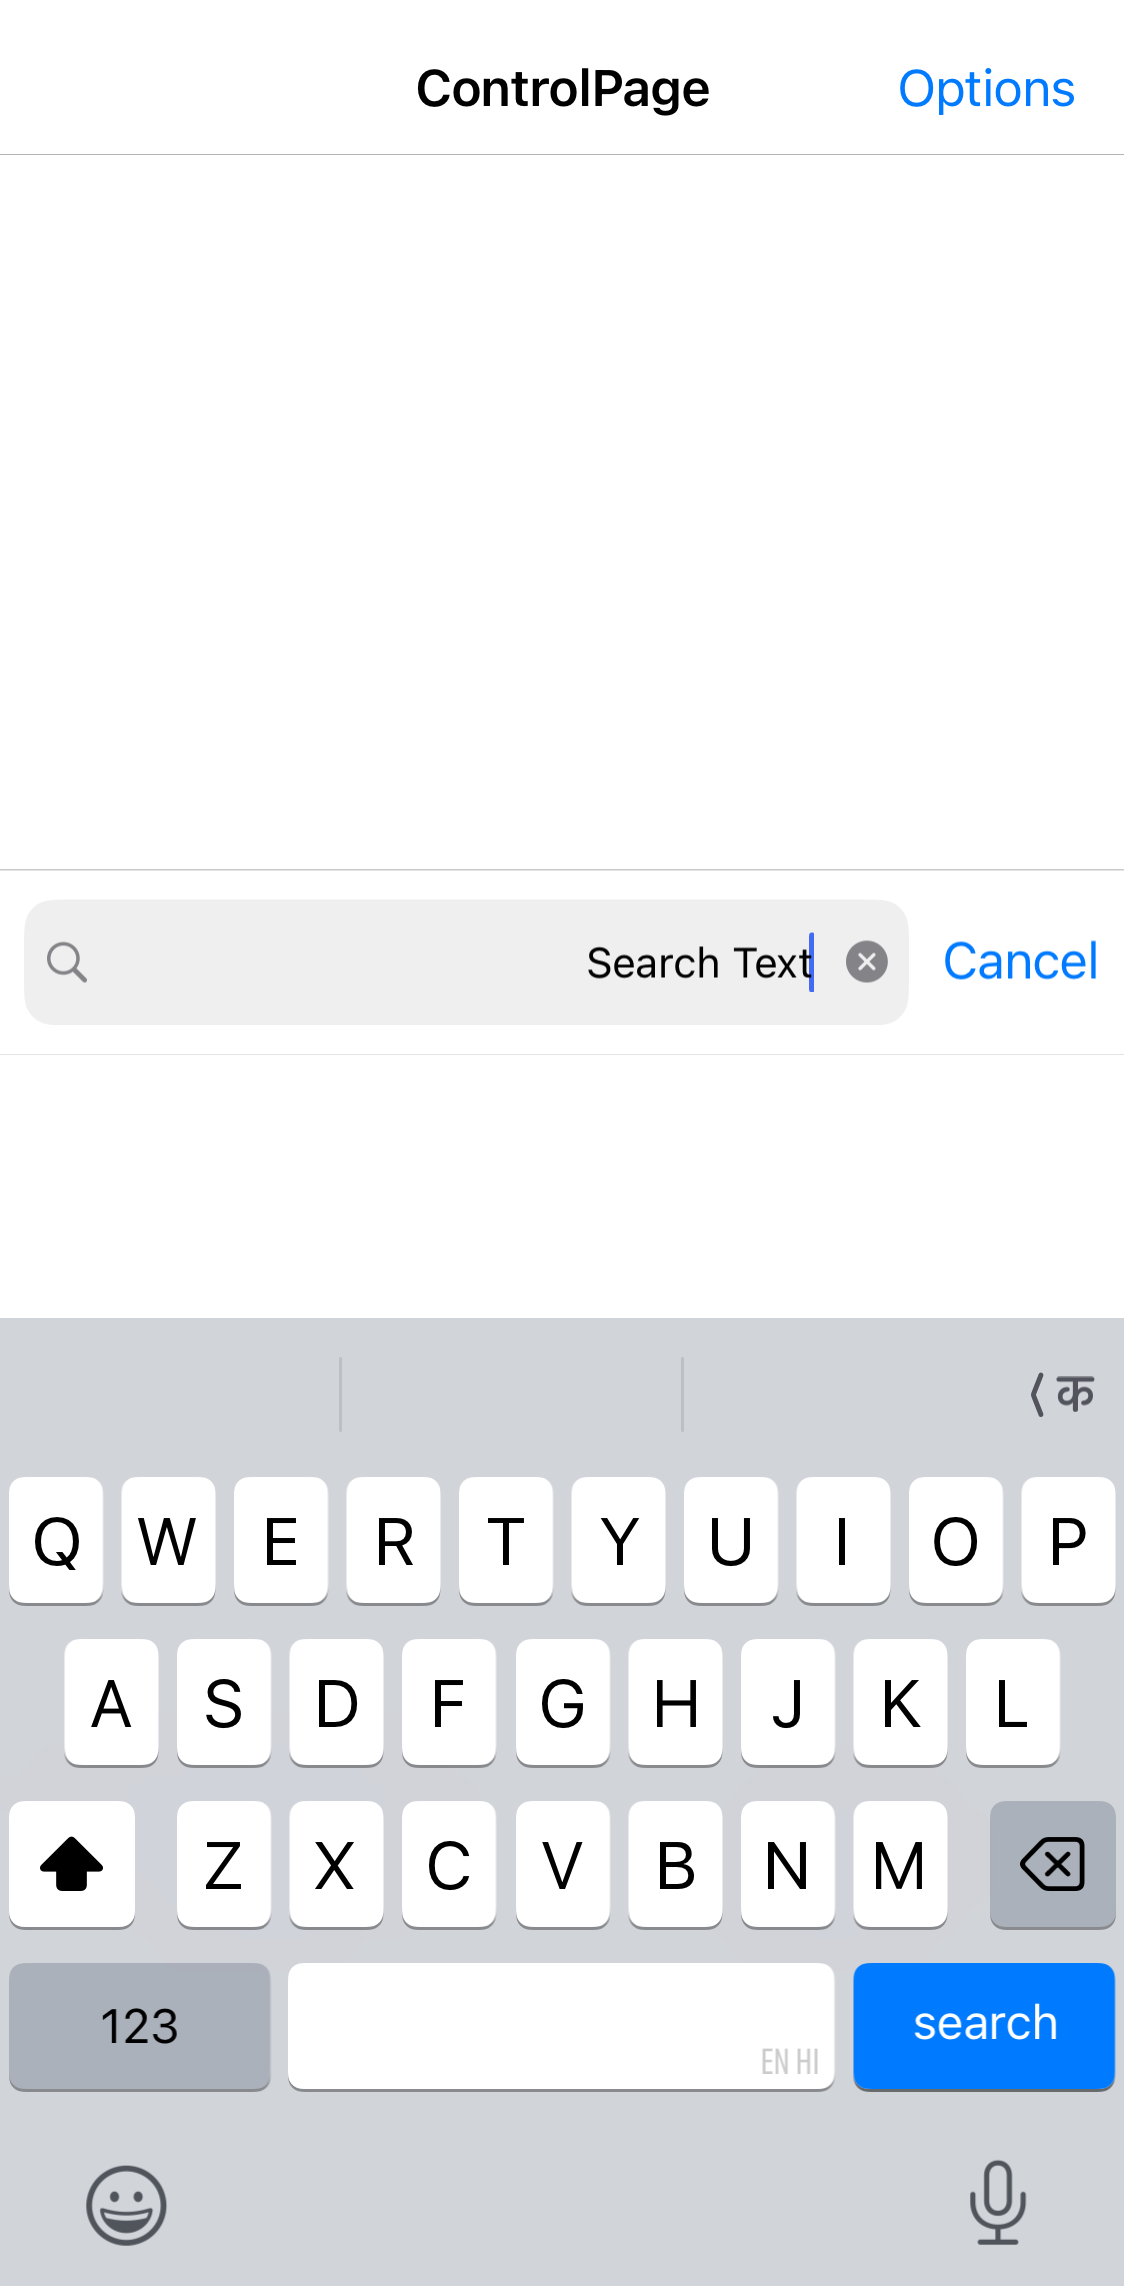 ControlPage Options
Search Text Cancel
क
Q W E R T Y U I O P
A S D F G H J K L
Z X C V B N M
123 EN HI search